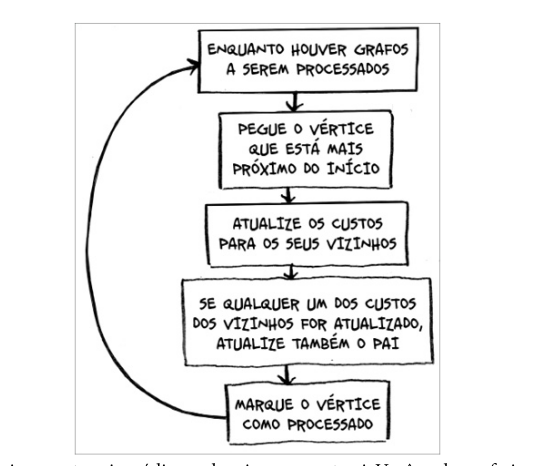 ENQUANTO HOUVER GRAFOS
A SEREM PROCESSADOS
PEGUE O VÉRTICE
QUE ESTÁ MAIS
PRÓXIMO DO INÍCIO
ATUALIZE OS CUSTOS
PARA OS SEUS VIZINHOS
SE QUALQUER UM DOS CUSTOS
DOS VIZINHOS FOR ATUALIZADO,
ATUALIZE TAMBÉM O PAI
MARQUE O VÉRTICE
COMO PROCESSADO